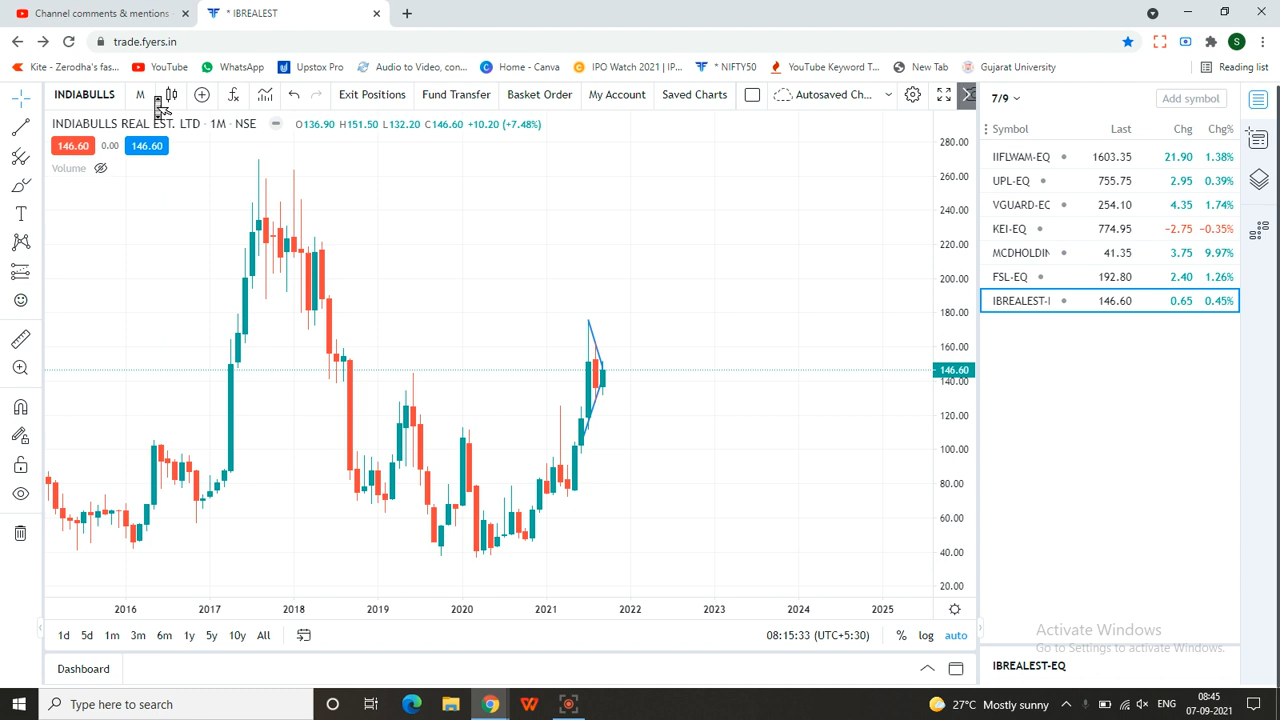 Channel comments & mentions
* IBREALEST
trade.fyers.in
S
Kite - Zerodha's fas...
YouTube
WhatsApp
Upstox Pro
Audio to Video, con...
Home - Canva
IPO Watch 2021 | IP...
* NIFTY50
YouTube Keyword T...
New Tab
Gujarat University
Reading list
INDIABULLS
M
Exit Positions
Fund Transfer
Basket Order
My Account
Saved Charts
Autosaved Ch...
7/9
Add symbol
INDIABULLS REAL EST. LTD · 1M · NSE
O136.90 H151.50 L132.20 C146.60 +10.20 (+7.48%)
146.60 0.00 146.60
Volume
Symbol Last Chg Chg%
IIFLWAM-EQ 1603.35 21.90 1.38%
UPL-EQ 755.75 2.95 0.39%
VGUARD-EC 254.10 4.35 1.74%
KEI-EQ 774.95 −2.75 −0.35%
MCDHOLDIN 41.35 3.75 9.97%
FSL-EQ 192.80 2.40 1.26%
IBREALEST-I 146.60 0.65 0.45%
280.00
260.00
240.00
220.00
200.00
180.00
160.00
146.60
140.00
120.00
100.00
80.00
60.00
40.00
20.00
2016 2017 2018 2019 2020 2021 2022 2023 2024 2025
1d 5d 1m 3m 6m 1y 5y 10y All
08:15:33 (UTC+5:30)
% log auto
Activate Windows
Go to Settings to activate Windows.
Dashboard
IBREALEST-EQ
Type here to search
27°C Mostly sunny
ENG
08:45
07-09-2021